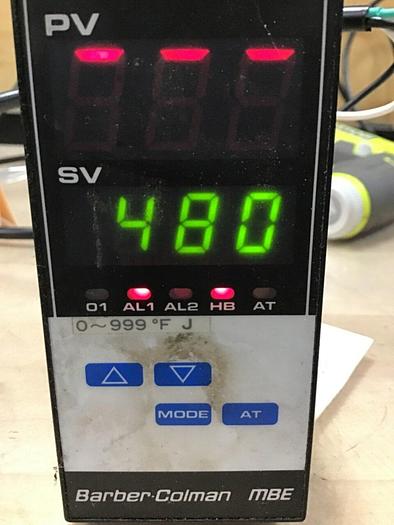 PV
‾ ‾ ‾
SV
480
O1 AL1 AL2 HB AT
0~999 °F J
MODE AT
Barber·Colman MBE